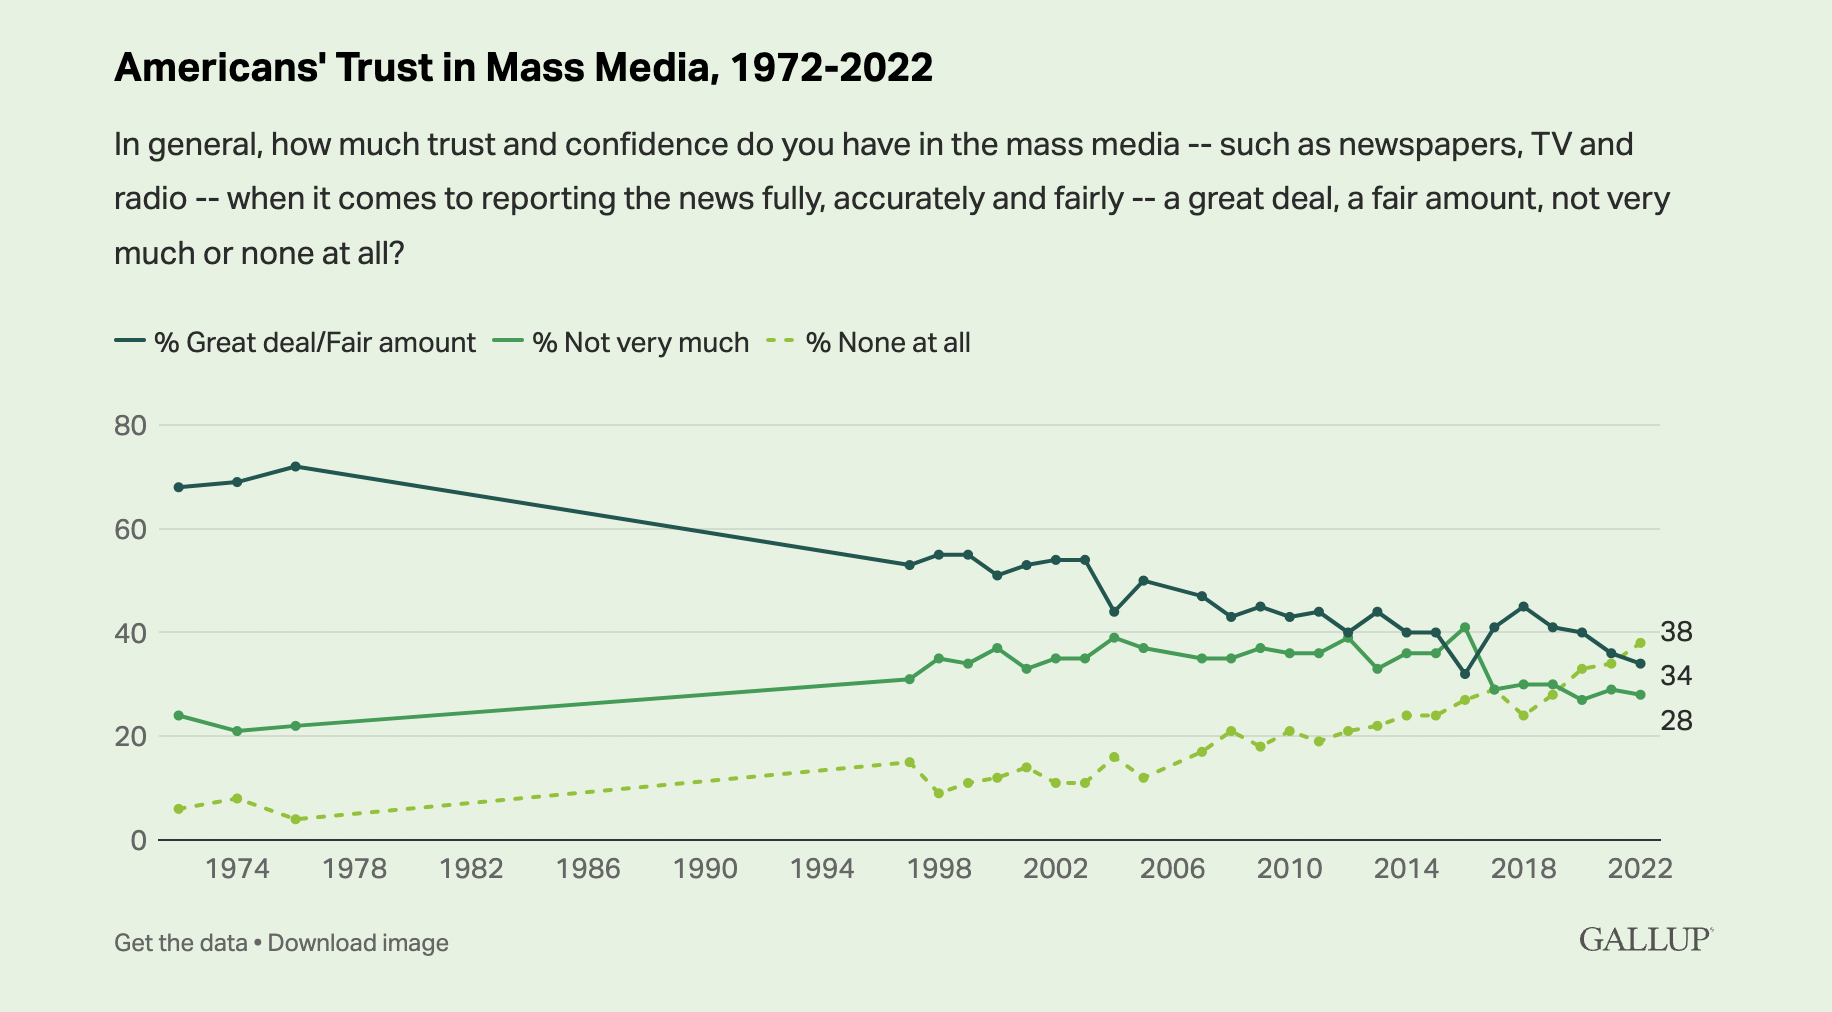 Americans' Trust in Mass Media, 1972-2022
In general, how much trust and confidence do you have in the mass media -- such as newspapers, TV and
radio -- when it comes to reporting the news fully, accurately and fairly -- a great deal, a fair amount, not very
much or none at all?
% Great deal/Fair amount % Not very much % None at all
80
60
40
20
0
38
34
28
1974 1978 1982 1986 1990 1994 1998 2002 2006 2010 2014 2018 2022
Get the data • Download image
GALLUP